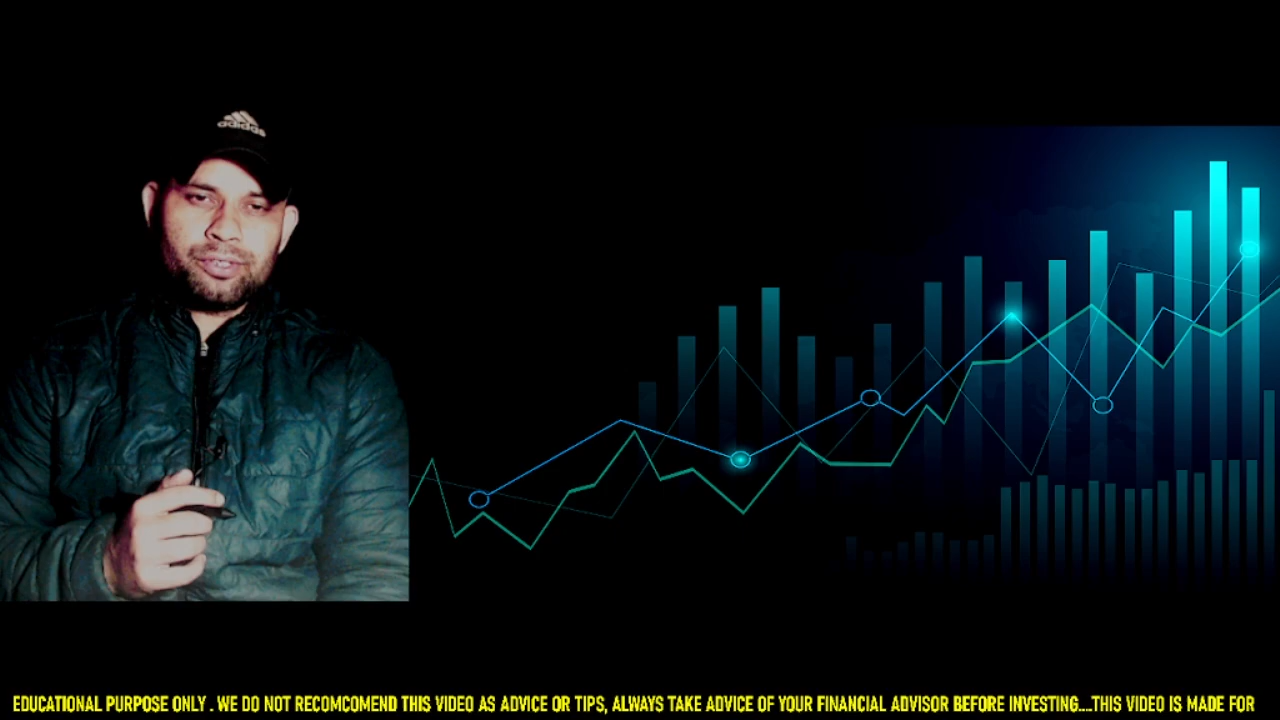 adidas
EDUCATIONAL PURPOSE ONLY . WE DO NOT RECOMCOMEND THIS VIDEO AS ADVICE OR TIPS, ALWAYS TAKE ADVICE OF YOUR FINANCIAL ADVISOR BEFORE INVESTING....THIS VIDEO IS MADE FOR